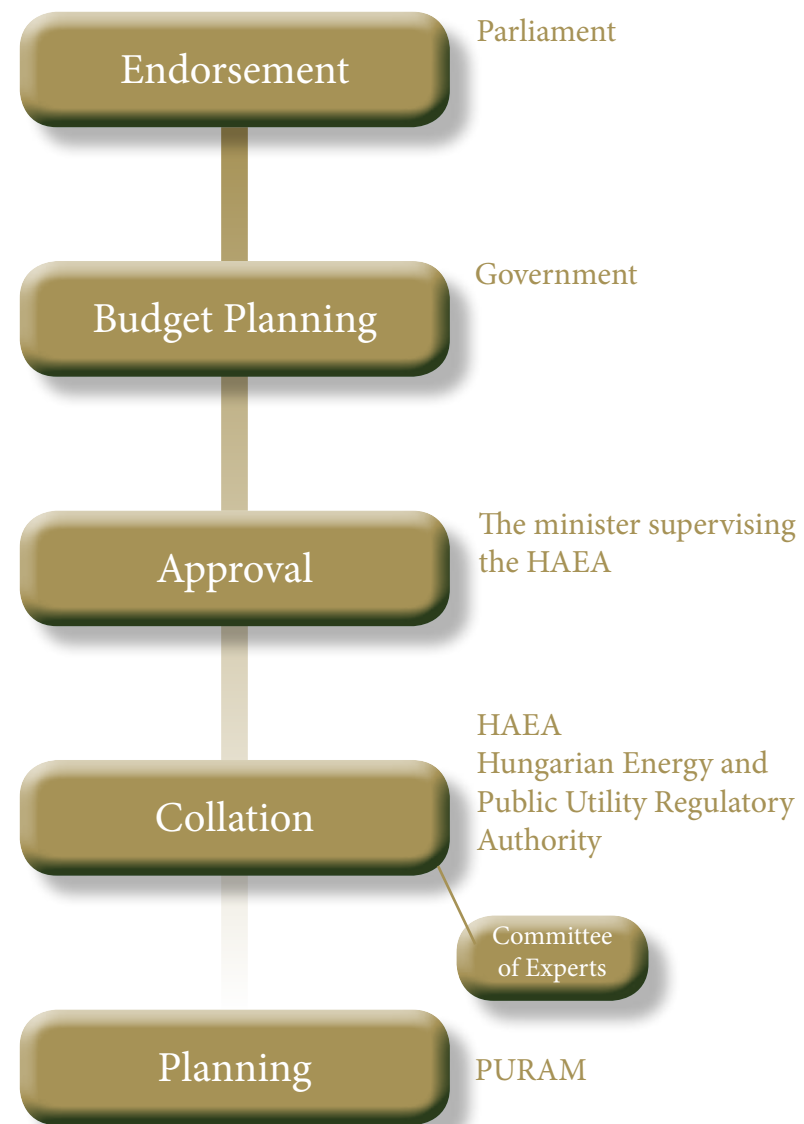 Endorsement
Parliament
Budget Planning
Government
Approval
The minister supervising
the HAEA
Collation
HAEA
Hungarian Energy and
Public Utility Regulatory
Authority
Committee
of Experts
Planning
PURAM